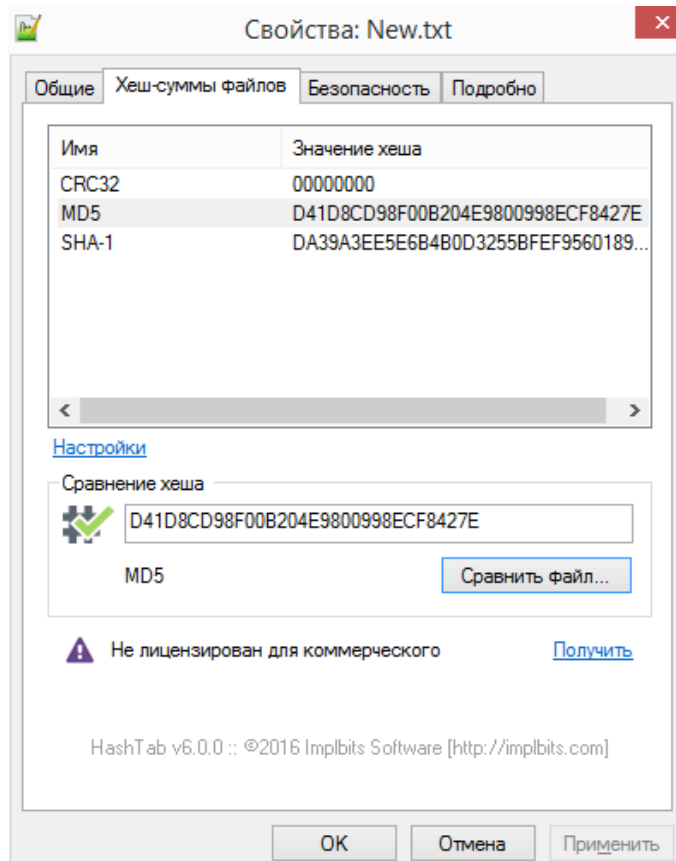 Свойства: New.txt
Общие Хеш-суммы файлов Безопасность Подробно
Имя Значение хеша
CRC32 00000000
MD5 D41D8CD98F00B204E9800998ECF8427E
SHA-1 DA39A3EE5E6B4B0D3255BFEF9560189...
Настройки
Сравнение хеша
D41D8CD98F00B204E9800998ECF8427E
MD5 Сравнить файл...
Не лицензирован для коммерческого Получить
HashTab v6.0.0 :: ©2016 Implbits Software [http://implbits.com]
OK Отмена Применить